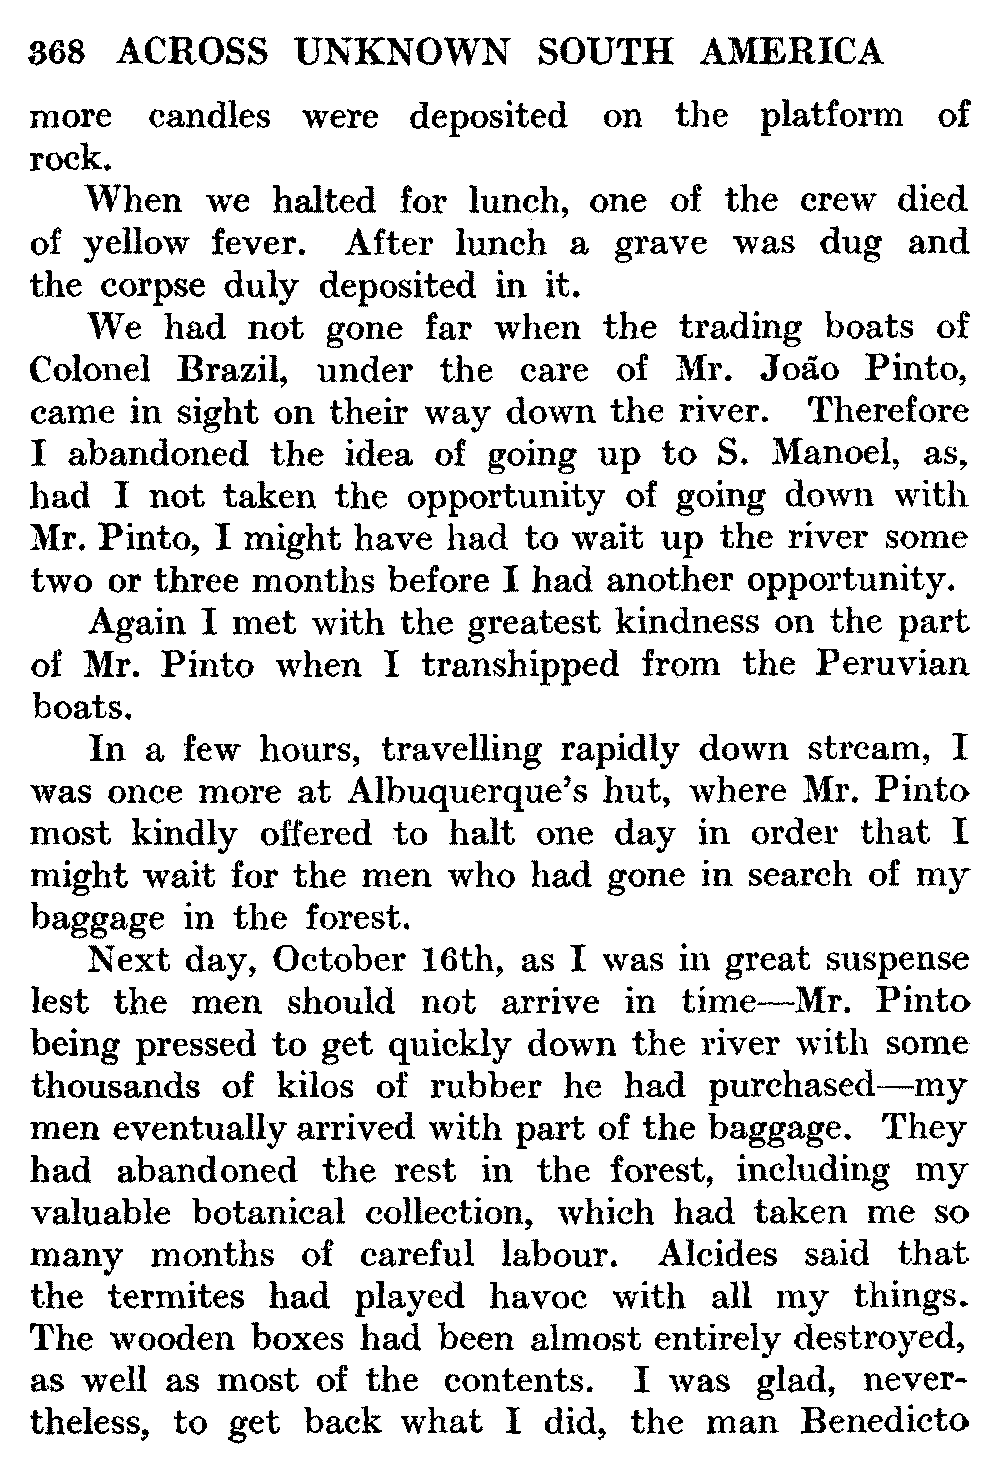 368 ACROSS UNKNOWN SOUTH AMERICA
more candles were deposited on the platform of
rock.
When we halted for lunch, one of the crew died
of yellow fever. After lunch a grave was dug and
the corpse duly deposited in it.
We had not gone far when the trading boats of
Colonel Brazil, under the care of Mr. João Pinto,
came in sight on their way down the river. Therefore
I abandoned the idea of going up to S. Manoel, as,
had I not taken the opportunity of going down with
Mr. Pinto, I might have had to wait up the river some
two or three months before I had another opportunity.
Again I met with the greatest kindness on the part
of Mr. Pinto when I transhipped from the Peruvian
boats.
In a few hours, travelling rapidly down stream, I
was once more at Albuquerque's hut, where Mr. Pinto
most kindly offered to halt one day in order that I
might wait for the men who had gone in search of my
baggage in the forest.
Next day, October 16th, as I was in great suspense
lest the men should not arrive in time—Mr. Pinto
being pressed to get quickly down the river with some
thousands of kilos of rubber he had purchased—my
men eventually arrived with part of the baggage. They
had abandoned the rest in the forest, including my
valuable botanical collection, which had taken me so
many months of careful labour. Alcides said that
the termites had played havoc with all my things.
The wooden boxes had been almost entirely destroyed,
as well as most of the contents. I was glad, never-
theless, to get back what I did, the man Benedicto